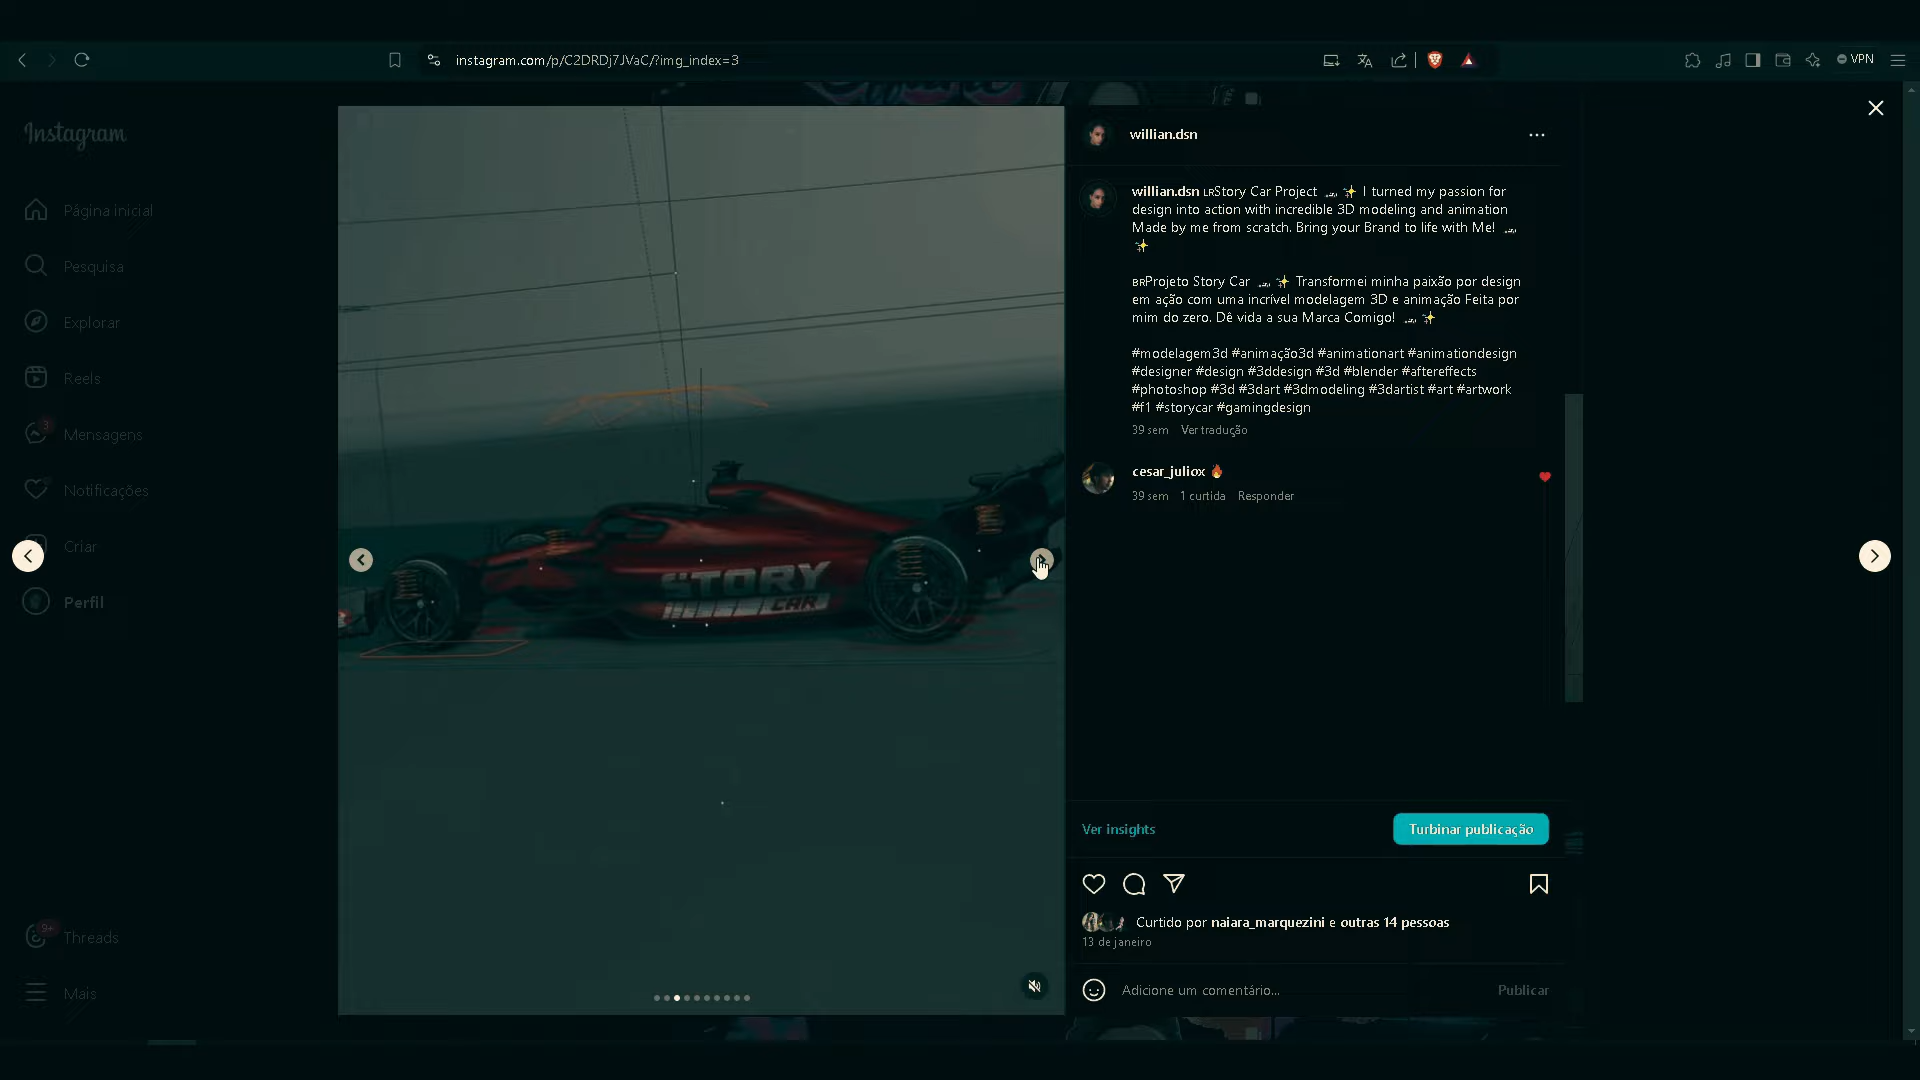 instagram.com/p/C2DRDj7JVaC/?img_index=3
VPN
Instagram
Página inicial
Pesquisa
Explorar
Reels
3
Mensagens
Notificações
Criar
Perfil
9+
Threads
Mais
STORY
CAR
willian.dsn
willian.dsn LRStory Car Project 🏎️ ✨ I turned my passion for
design into action with incredible 3D modeling and animation
Made by me from scratch. Bring your Brand to life with Me! 🏎️
✨
BRProjeto Story Car 🏎️ ✨ Transformei minha paixão por design
em ação com uma incrível modelagem 3D e animação Feita por
mim do zero. Dê vida a sua Marca Comigo! 🏎️ ✨
#modelagem3d #animação3d #animationart #animationdesign
#designer #design #3ddesign #3d #blender #aftereffects
#photoshop #3d #3dart #3dmodeling #3dartist #art #artwork
#f1 #storycar #gamingdesign
39 sem Ver tradução
cesar_juliox 🔥
39 sem 1 curtida Responder
Ver insights
Turbinar publicação
Curtido por naiara_marquezini e outras 14 pessoas
13 de janeiro
Adicione um comentário...
Publicar